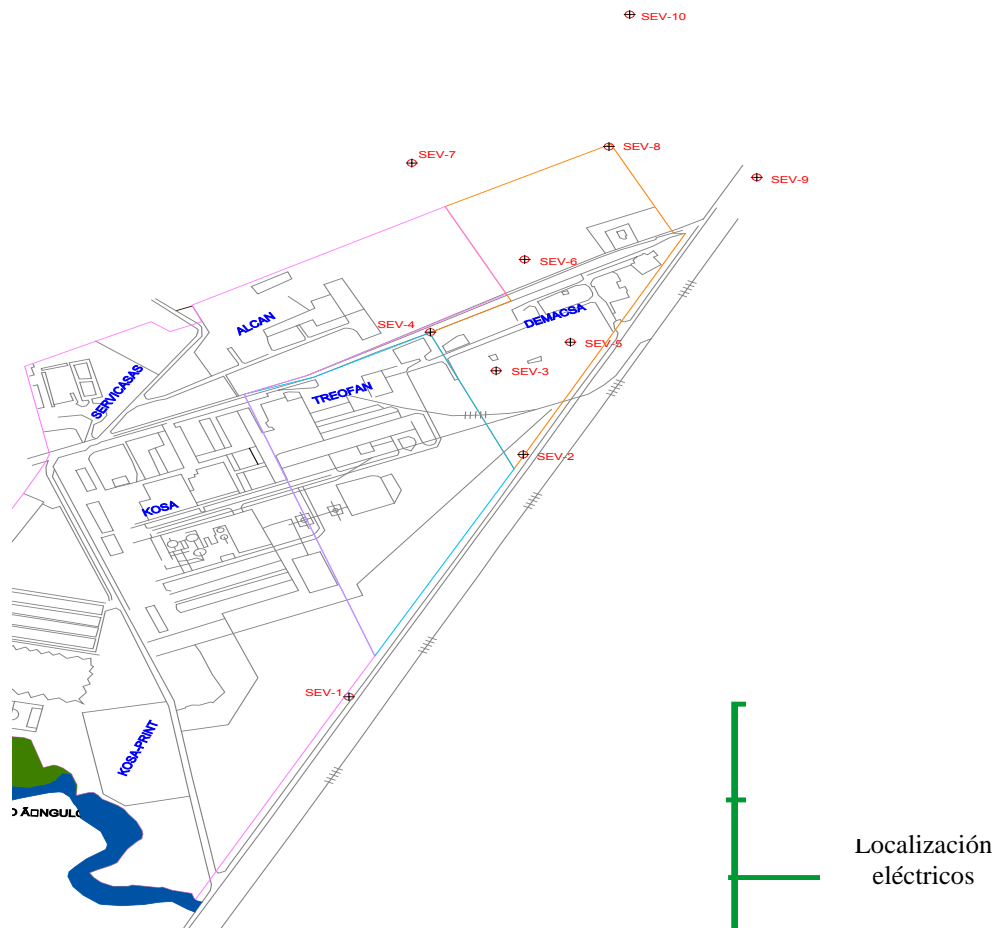 SEV-10
SEV-8
SEV-7
SEV-9
SEV-6
ALCAN
DEMACSA
SEV-4
SEV-5
SEV-3
SERVICASAS
TREOFAN
SEV-2
KOSA
SEV-1
KOSA-PRINT
O Ã□NGULO
Localización
eléctricos